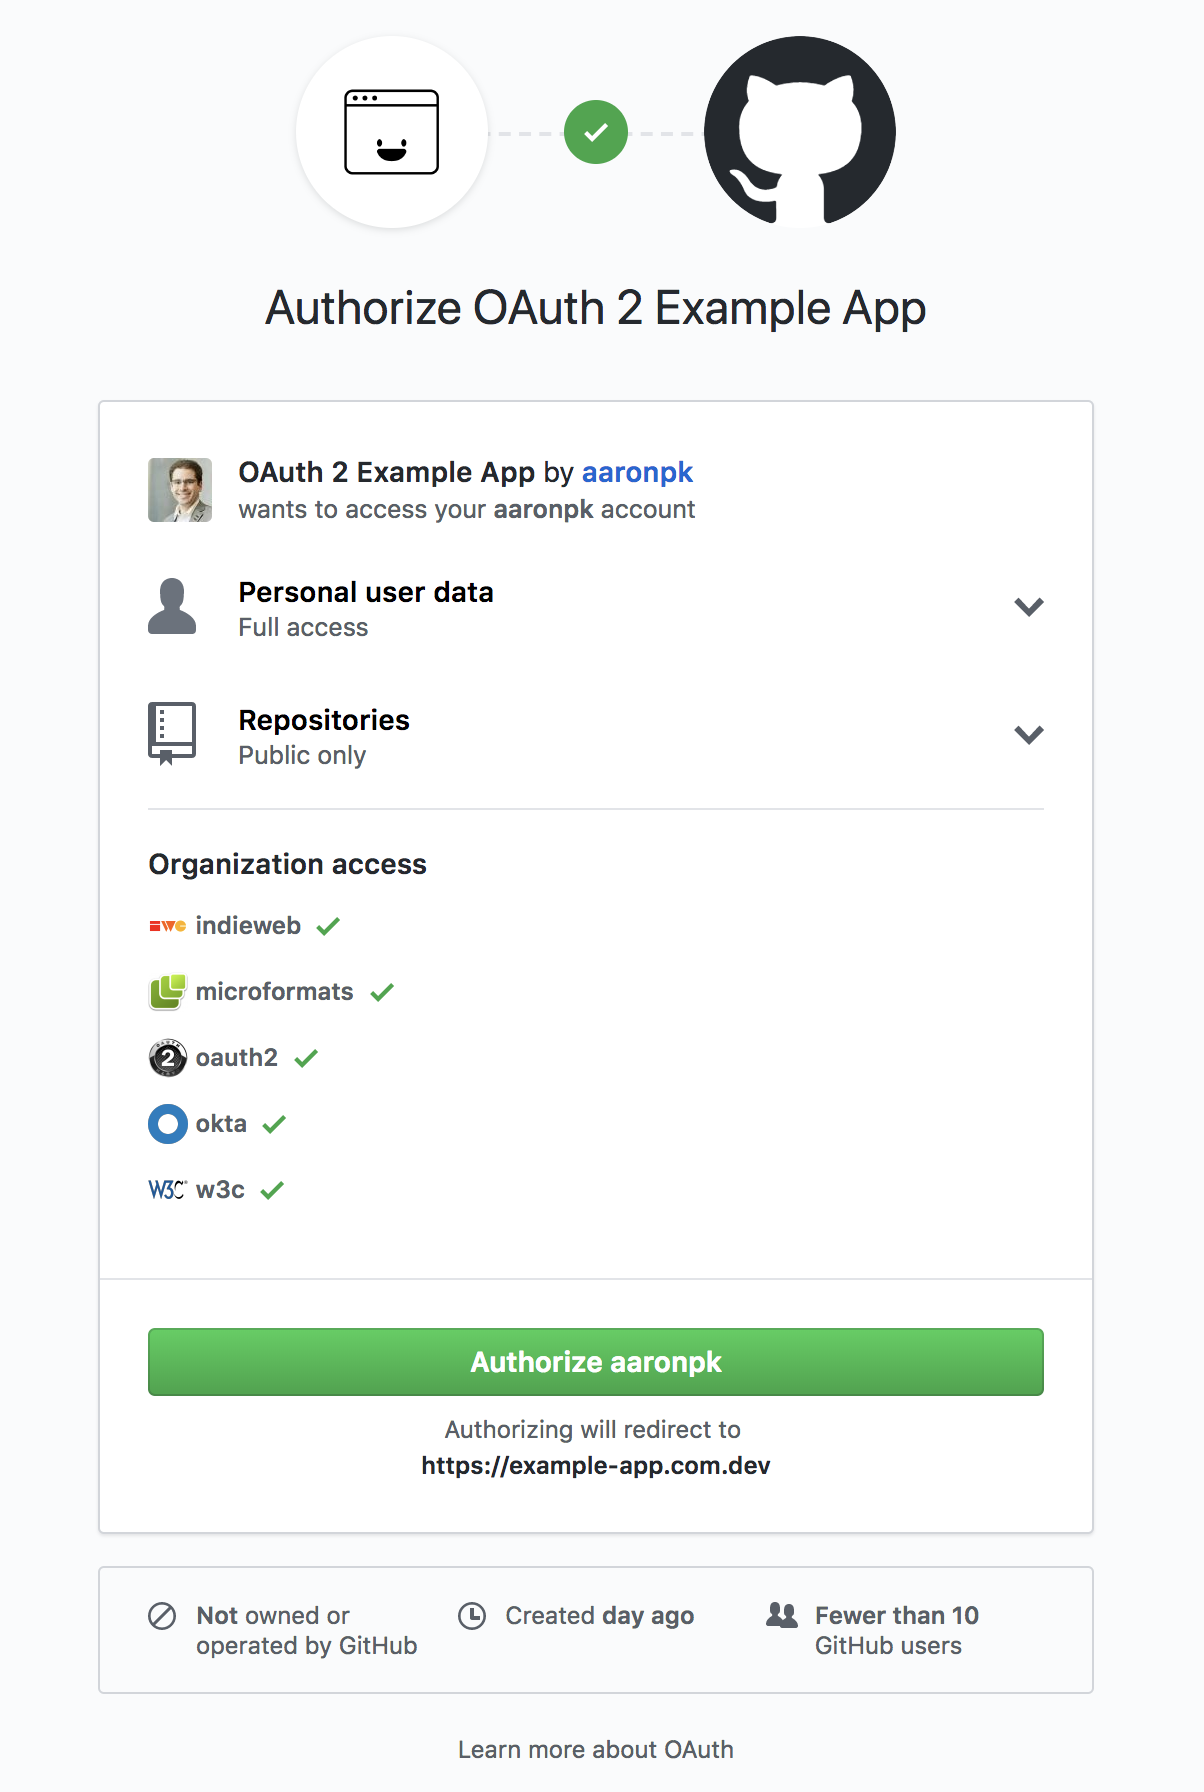 Authorize OAuth 2 Example App
OAuth 2 Example App by aaronpk
wants to access your aaronpk account
Personal user data
Full access
Repositories
Public only
Organization access
indieweb
microformats
2 oauth2
okta
W3C w3c
Authorize aaronpk
Authorizing will redirect to
https://example-app.com.dev
Not owned or
operated by GitHub
Created day ago
Fewer than 10
GitHub users
Learn more about OAuth